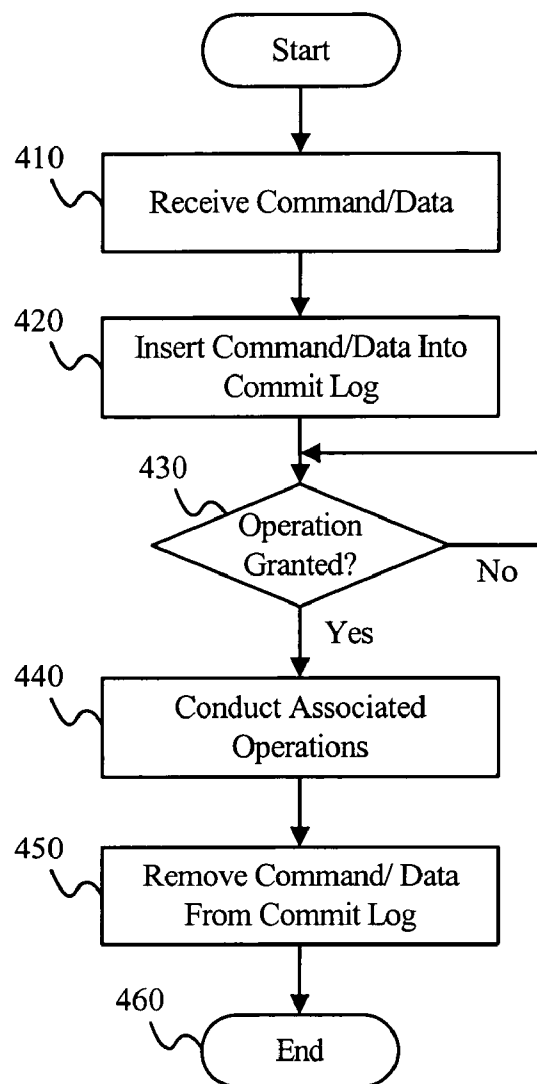 Start
410
Receive Command/Data
420
Insert Command/Data Into
Commit Log
430
Operation
Granted?
No
Yes
440
Conduct Associated
Operations
450
Remove Command/ Data
From Commit Log
460
End